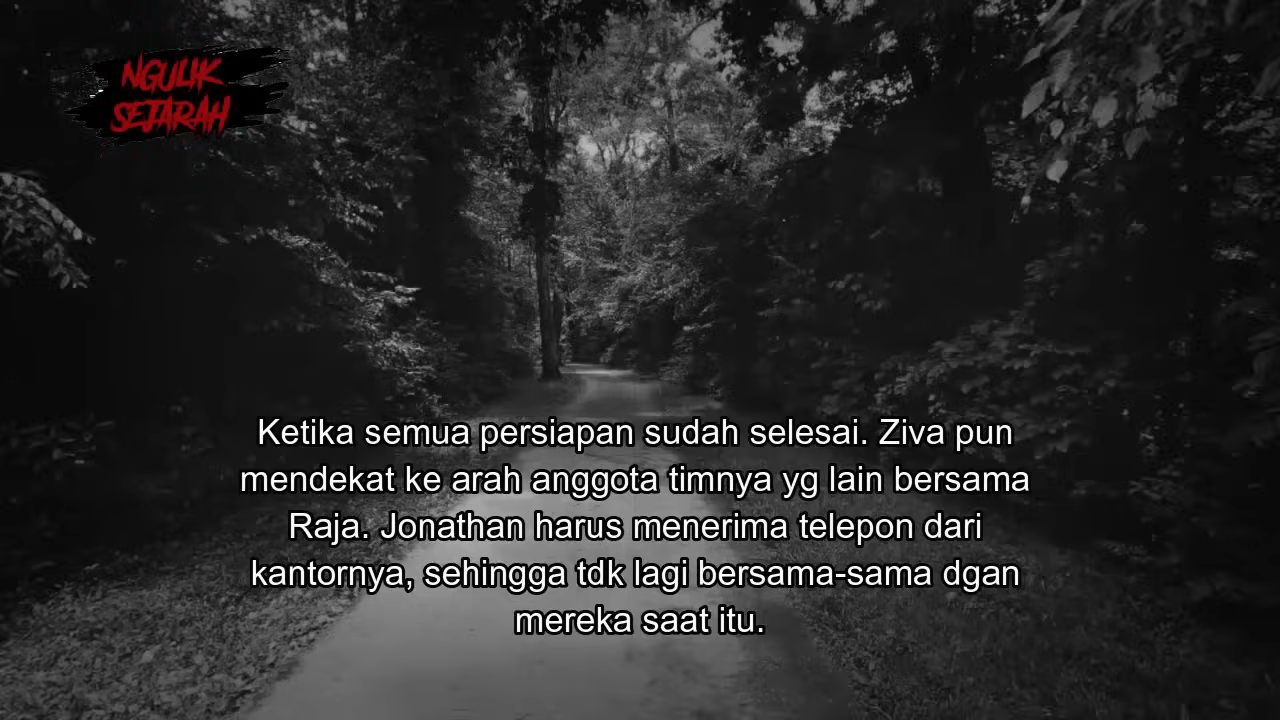 NGULIK
SEJARAH
Ketika semua persiapan sudah selesai. Ziva pun
mendekat ke arah anggota timnya yg lain bersama
Raja. Jonathan harus menerima telepon dari
kantornya, sehingga tdk lagi bersama-sama dgan
mereka saat itu.